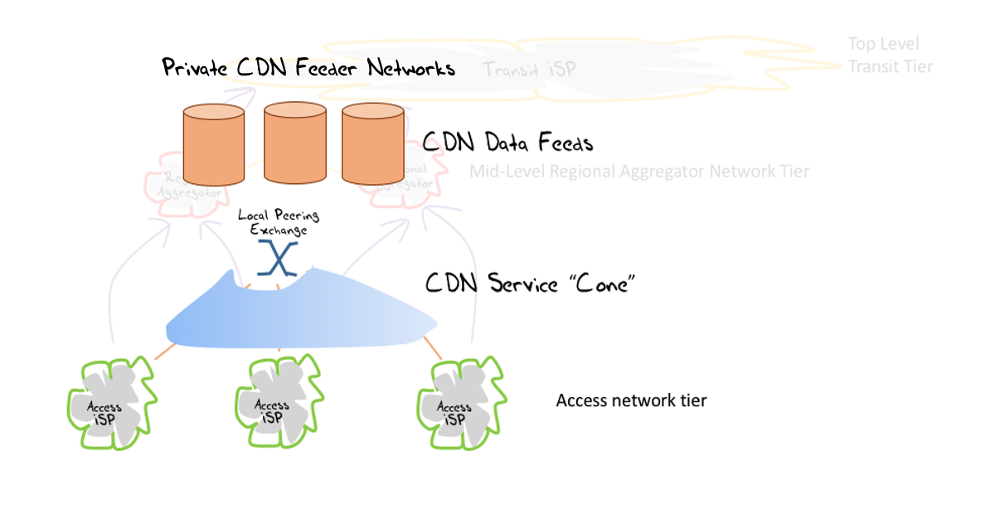 Top Level
Transit Tier
Private CDN Feeder Networks
Transit iSP
CDN Data Feeds
Mid-Level Regional Aggregator Network Tier
Aggregator
Local Peering
Exchange
CDN Service “Cone”
Access
iSP
Access
iSP
Access
iSP
Access network tier